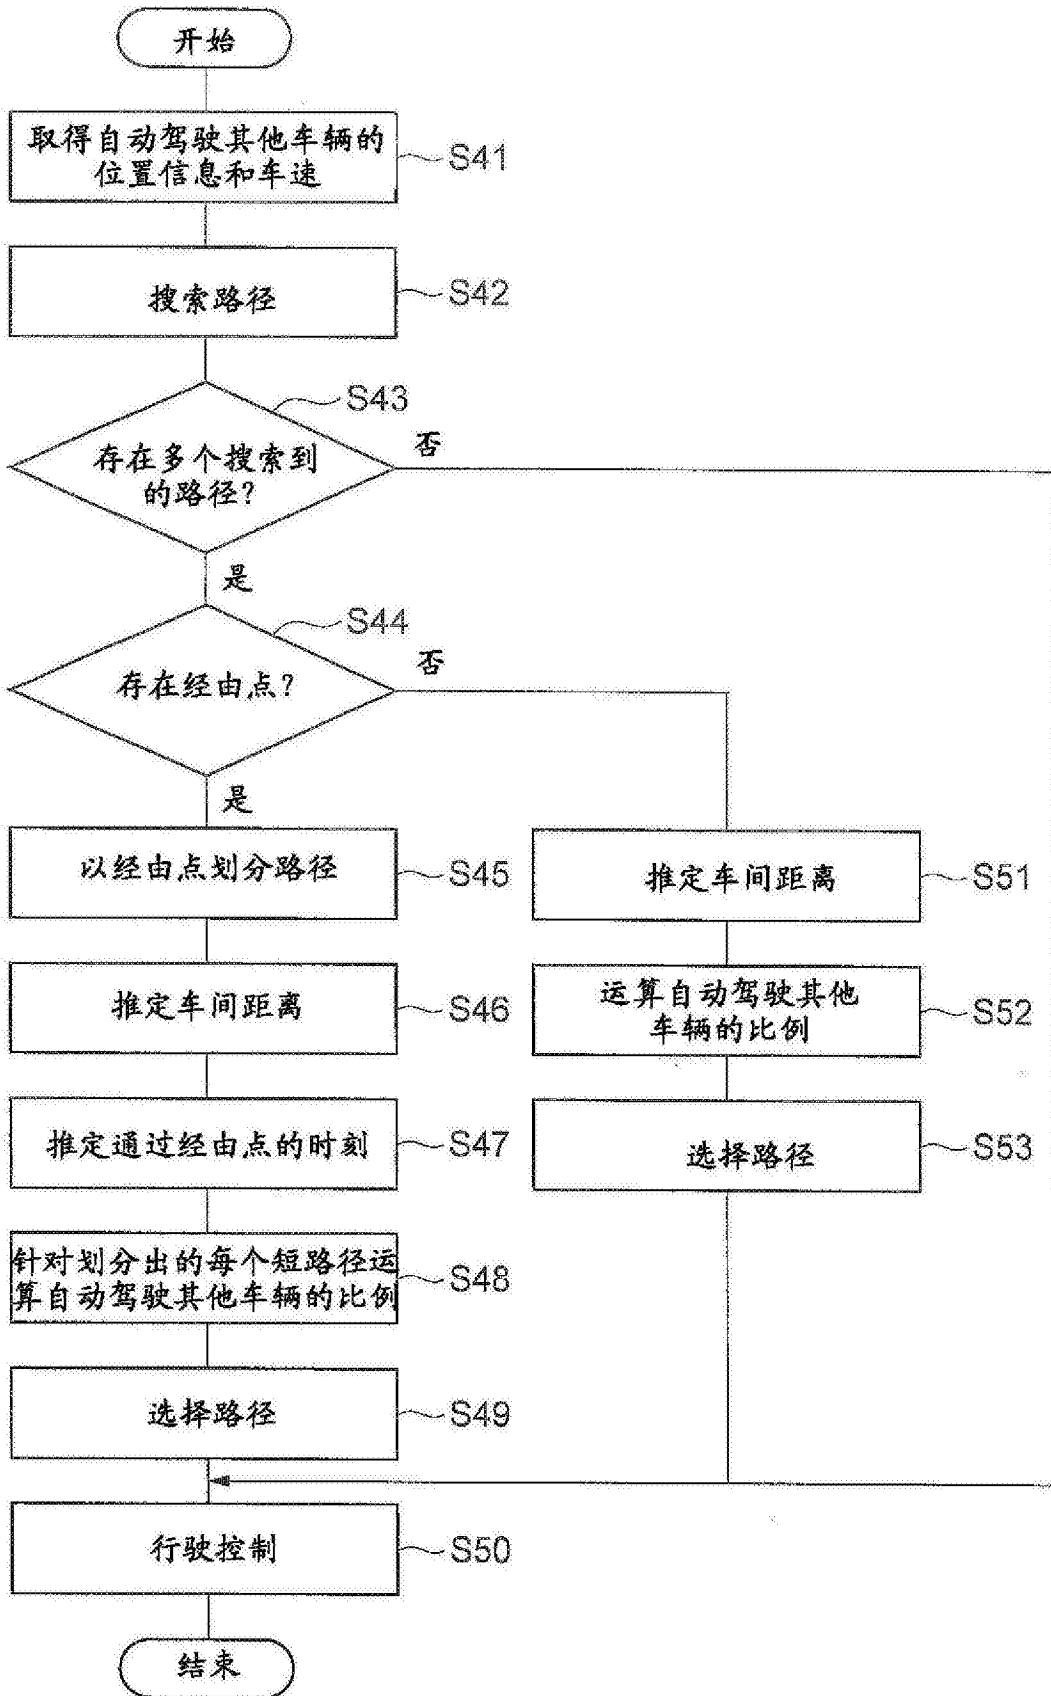 开始
取得自动驾驶其他车辆的
位置信息和车速
S41
搜索路径
S42
S43
存在多个搜索到
的路径?
否
是
S44
存在经由点?
否
是
以经由点划分路径
S45
推定车间距离
S51
推定车间距离
S46
运算自动驾驶其他
车辆的比例
S52
推定通过经由点的时刻
S47
选择路径
S53
针对划分出的每个短路径运
算自动驾驶其他车辆的比例
S48
选择路径
S49
行驶控制
S50
结束